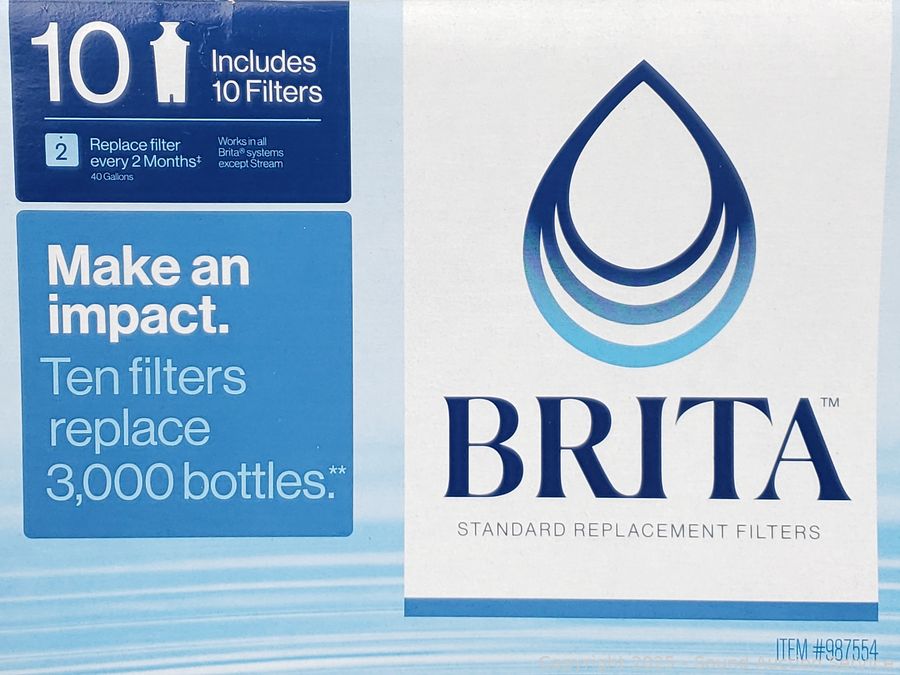 10
Includes
10 Filters
2
Replace filter
every 2 Months‡
40 Gallons
Works in all
Brita® systems
except Stream
Make an
impact.
Ten filters
replace
3,000 bottles.**
BRITA™
STANDARD REPLACEMENT FILTERS
ITEM #987554